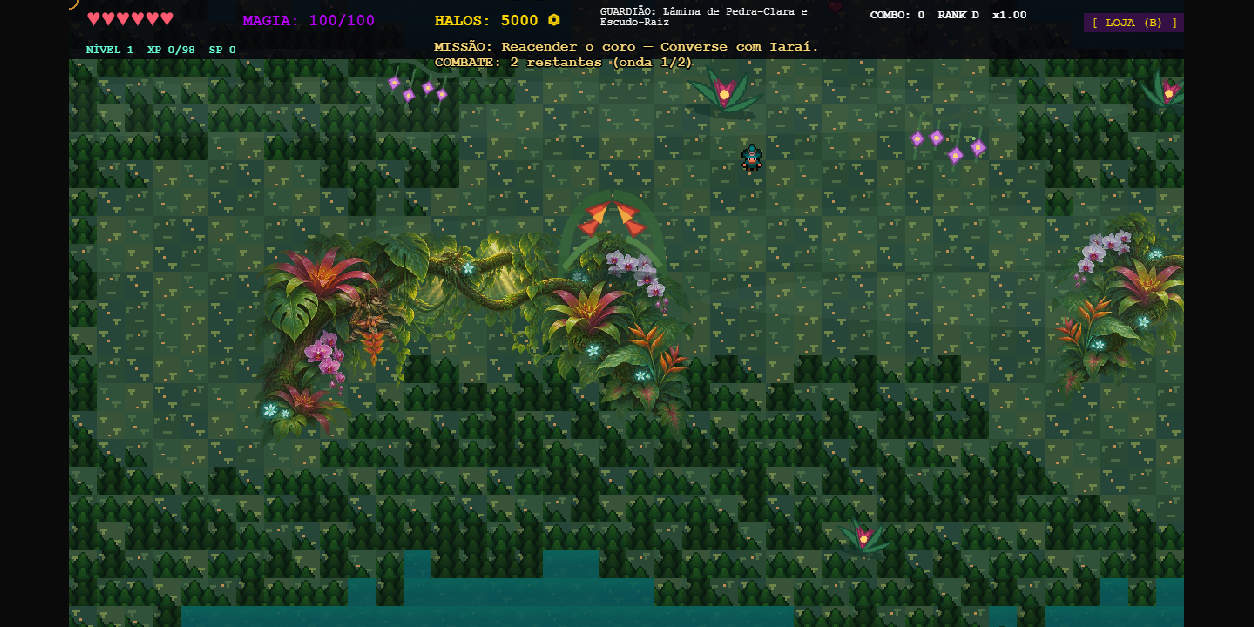 MAGIA: 100/100
HALOS: 5000
GUARDIÃO: Lâmina de Pedra-Clara e
Escudo-Raiz
COMBO: 0 RANK D x1.00
[ LOJA (B) ]
NÍVEL 1 XP 0/98 SP 0
MISSÃO: Reacender o coro — Converse com Iaraí.
COMBATE: 2 restantes (onda 1/2)